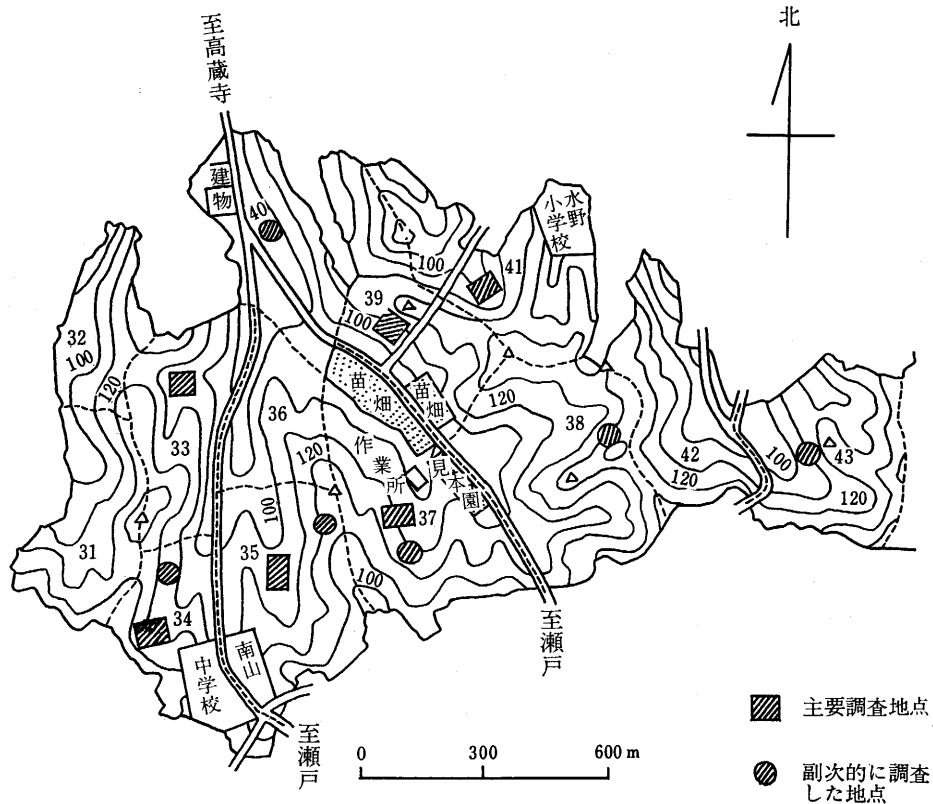 北
至高蔵寺
建物
40
水野
小学校
41
100
39
100
32
100
120
33
36
苗畑
苗畑
120
38
42
120
100
43
120
作業所
見本園
120
100
37
31
35
34
100
南山
中学校
至瀬戸
至瀬戸
0 300 600 m
主要調査地点
副次的に調査
した地点